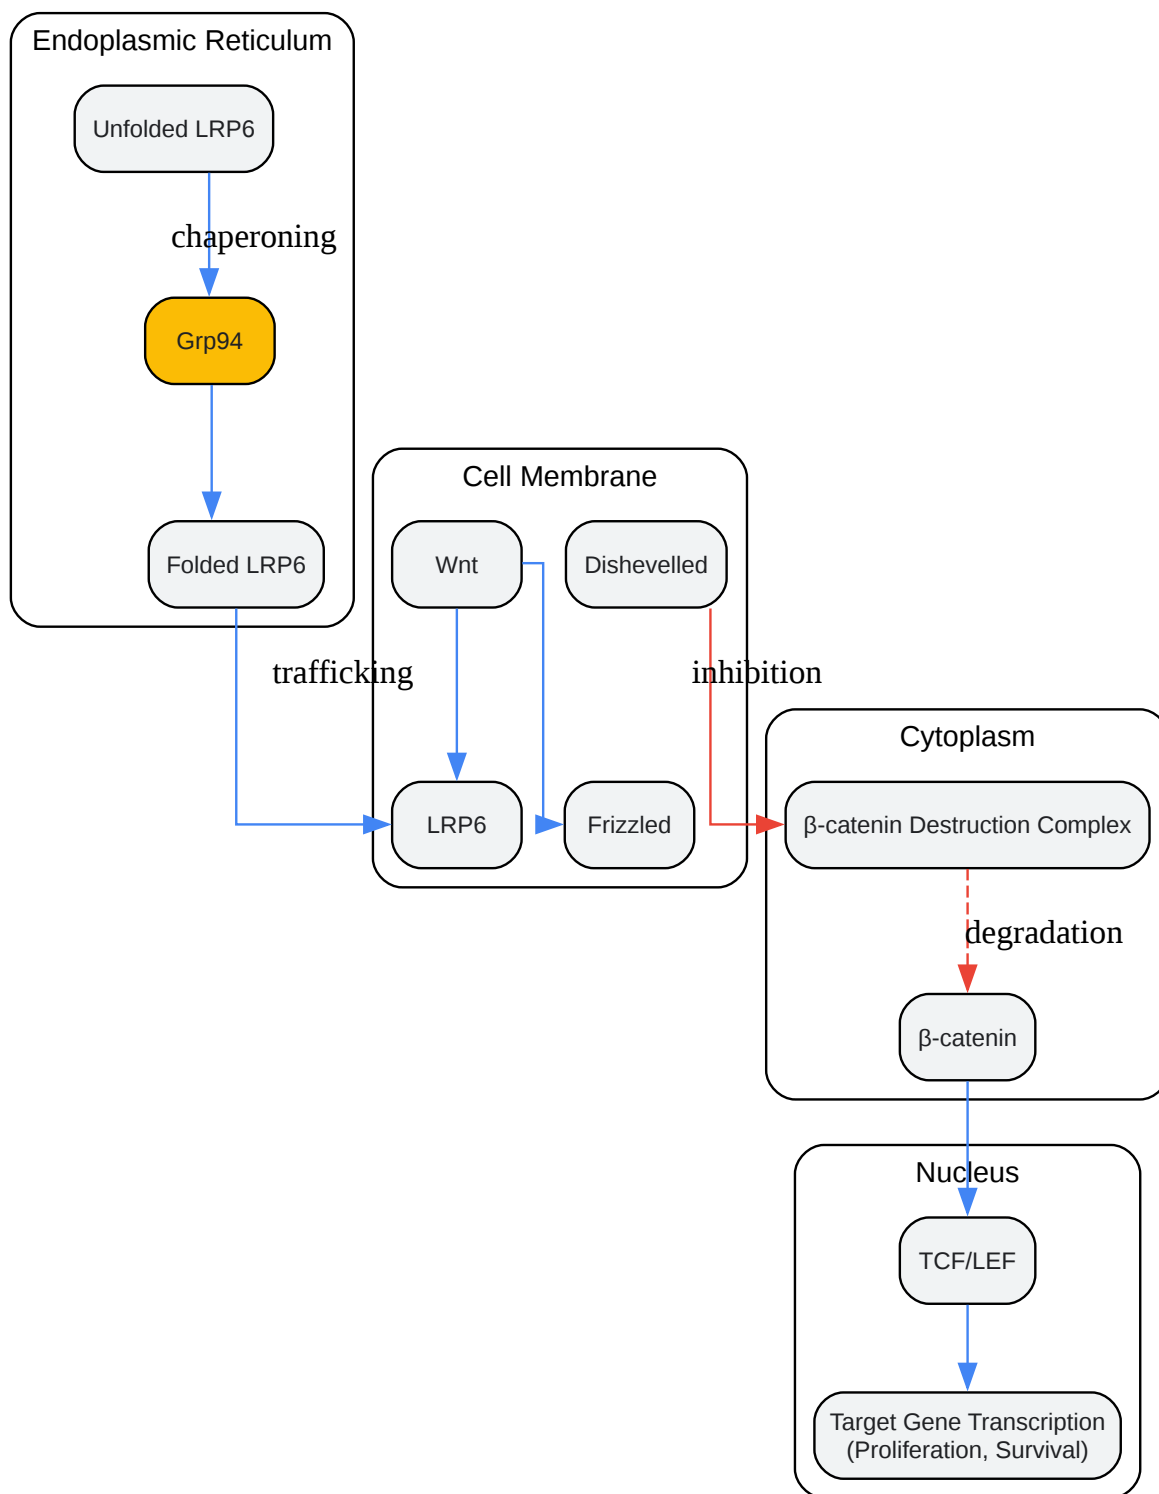 Endoplasmic Reticulum
Unfolded LRP6
chaperoning
Grp94
Folded LRP6
trafficking
Cell Membrane
Wnt
Dishevelled
inhibition
LRP6
Frizzled
Cytoplasm
β-catenin Destruction Complex
degradation
β-catenin
Nucleus
TCF/LEF
Target Gene Transcription
(Proliferation, Survival)